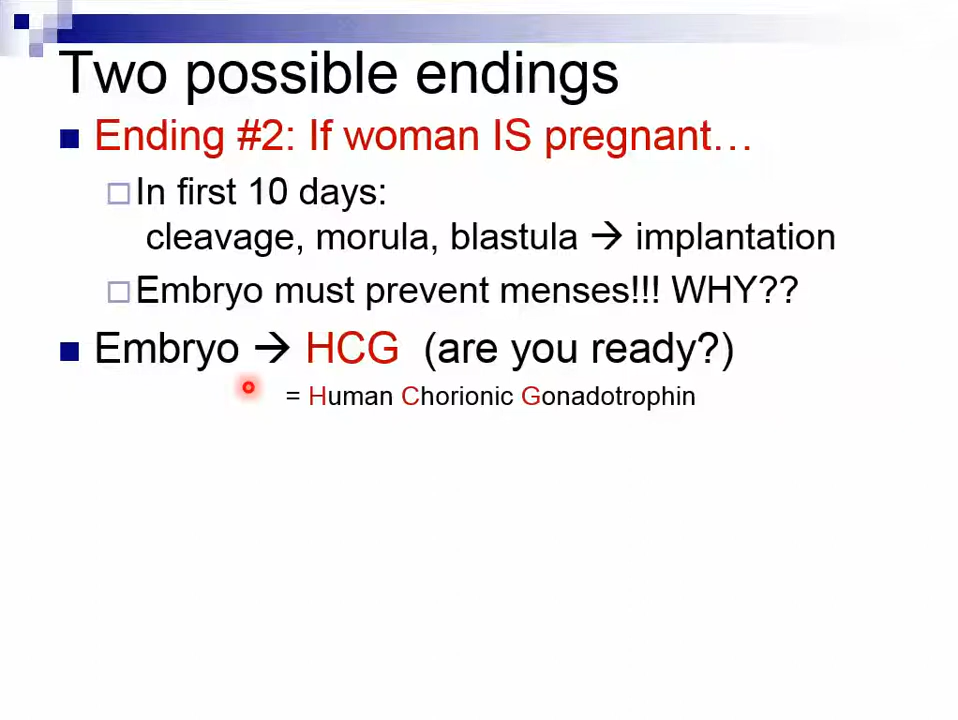 Two possible endings
Ending #2: If woman IS pregnant…
In first 10 days:
cleavage, morula, blastula → implantation
Embryo must prevent menses!!! WHY??
Embryo → HCG (are you ready?)
= Human Chorionic Gonadotrophin